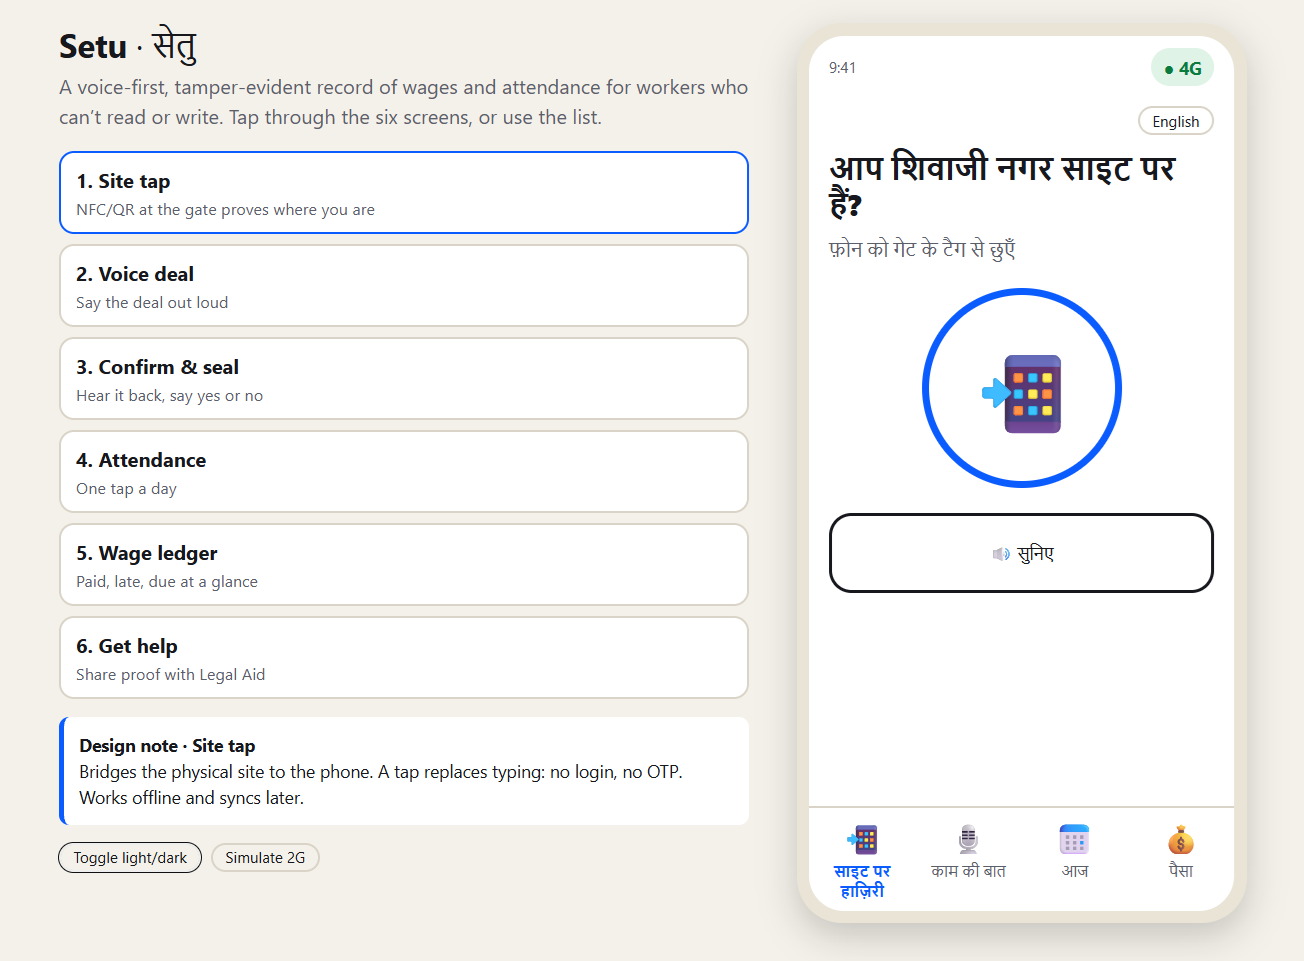 Setu · सेतु
A voice-first, tamper-evident record of wages and attendance for workers who
can’t read or write. Tap through the six screens, or use the list.
1. Site tap
NFC/QR at the gate proves where you are
2. Voice deal
Say the deal out loud
3. Confirm & seal
Hear it back, say yes or no
4. Attendance
One tap a day
5. Wage ledger
Paid, late, due at a glance
6. Get help
Share proof with Legal Aid
Design note · Site tap
Bridges the physical site to the phone. A tap replaces typing: no login, no OTP.
Works offline and syncs later.
Toggle light/dark
Simulate 2G
9:41
● 4G
English
आप शिवाजी नगर साइट पर
हैं?
फ़ोन को गेट के टैग से छुएँ
सुनिए
साइट पर
हाज़िरी
काम की बात
आज
पैसा